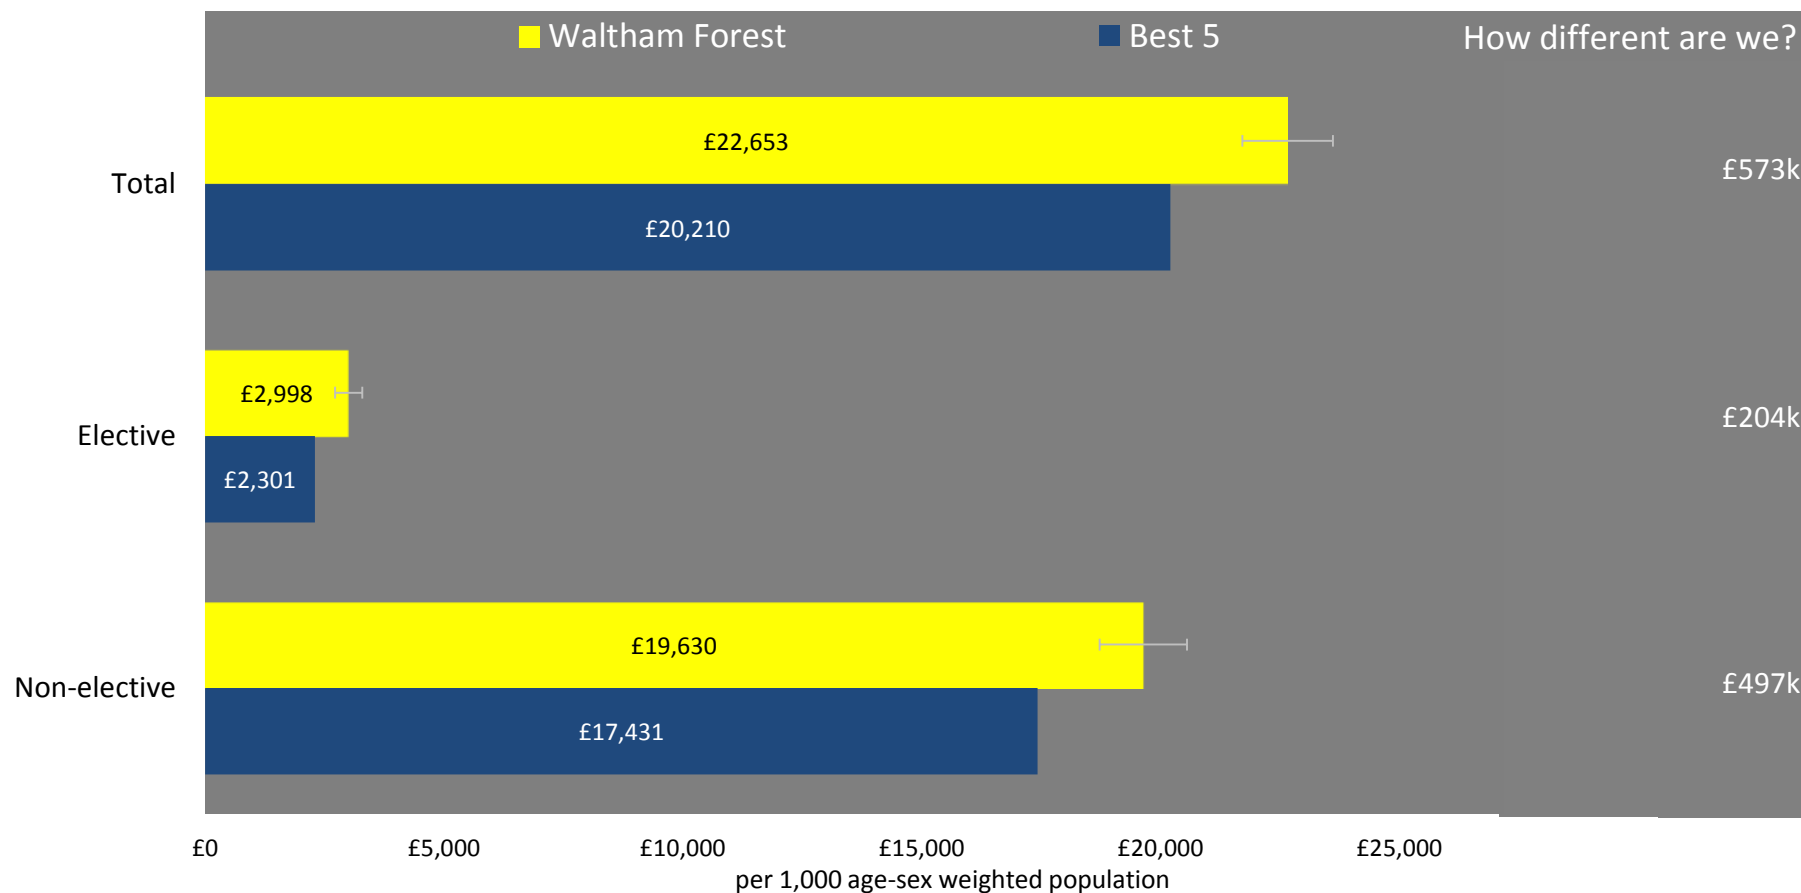 Waltham Forest Best 5 How different are we?
Total £22,653 £573k
£20,210
Elective £2,998 £204k
£2,301
Non-elective £19,630 £497k
£17,431
£0 £5,000 £10,000 £15,000 £20,000 £25,000
per 1,000 age-sex weighted population